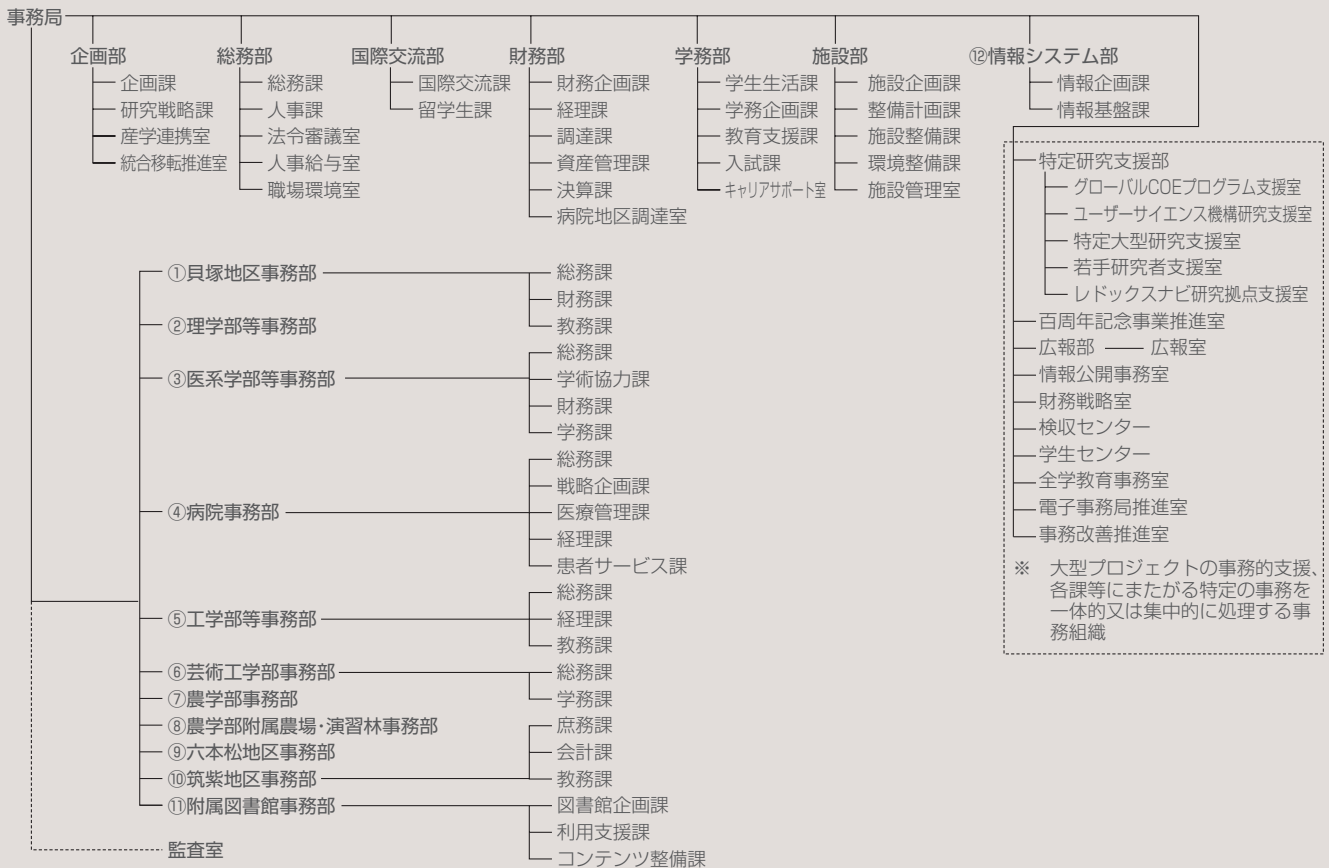 事務局
企画部
企画課
研究戦略課
産学連携室
統合移転推進室
総務部
総務課
人事課
法令審議室
人事給与室
職場環境室
国際交流部
国際交流課
留学生課
財務部
財務企画課
経理課
調達課
資産管理課
決算課
病院地区調達室
学務部
学生生活課
学務企画課
教育支援課
入試課
キャリアサポート室
施設部
施設企画課
整備計画課
施設整備課
環境整備課
施設管理室
⑫情報システム部
情報企画課
情報基盤課
特定研究支援部
グローバルCOEプログラム支援室
ユーザーサイエンス機構研究支援室
特定大型研究支援室
若手研究者支援室
レドックスナビ研究拠点支援室
百周年記念事業推進室
広報部 広報室
情報公開事務室
財務戦略室
検収センター
学生センター
全学教育事務室
電子事務局推進室
事務改善推進室
※ 大型プロジェクトの事務的支援、
各課等にまたがる特定の事務を
一体的又は集中的に処理する事
務組織
①貝塚地区事務部
総務課
財務課
教務課
②理学部等事務部
③医系学部等事務部
総務課
学術協力課
財務課
学務課
④病院事務部
総務課
戦略企画課
医療管理課
経理課
患者サービス課
⑤工学部等事務部
総務課
経理課
教務課
⑥芸術工学部事務部
総務課
学務課
⑦農学部事務部
⑧農学部附属農場・演習林事務部
⑨六本松地区事務部
⑩筑紫地区事務部
庶務課
会計課
教務課
⑪附属図書館事務部
図書館企画課
利用支援課
コンテンツ整備課
監査室